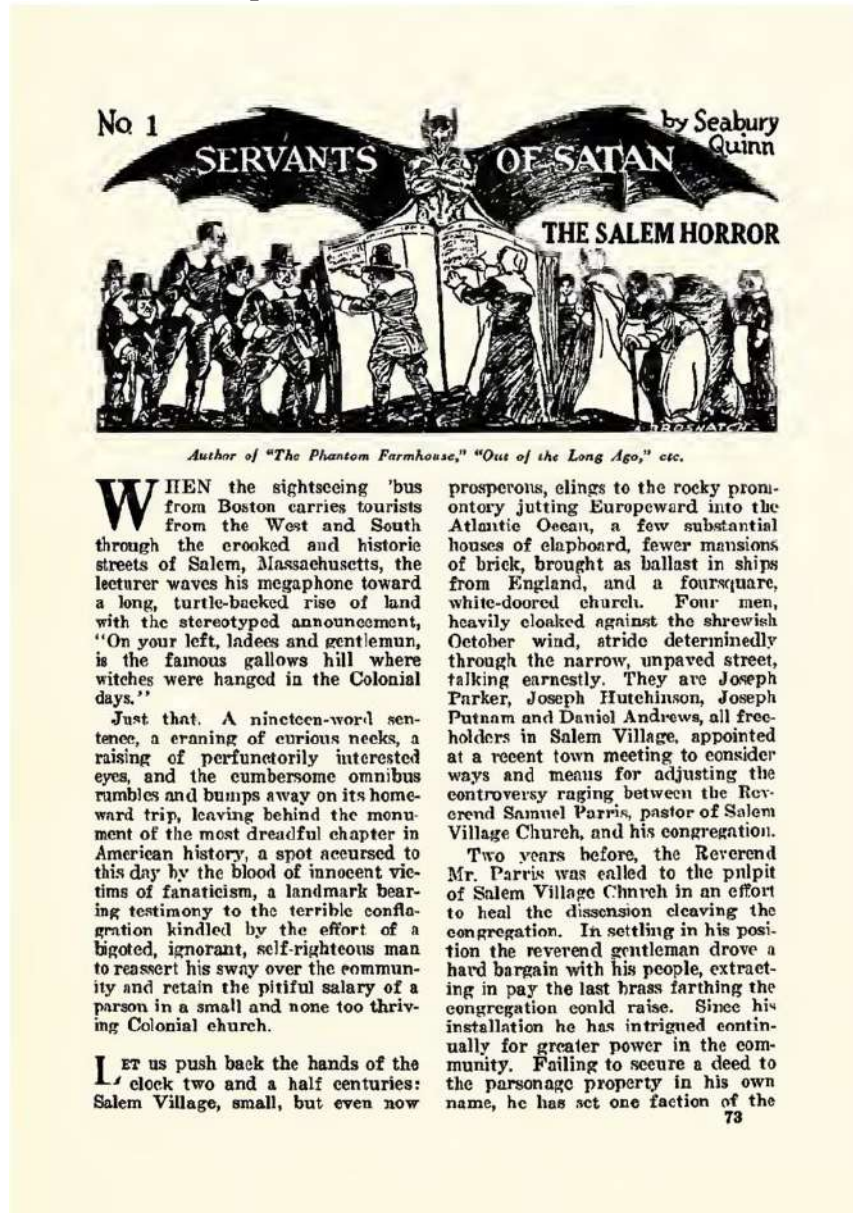 No. 1
by Seabury
Quinn
SERVANTS OF SATAN
THE SALEM HORROR
A BROSNATCH-
Author of "The Phantom Farmhouse," "Out of the Long Ago," etc.
WHEN the sightseeing 'bus
from Boston carries tourists
from the West and South
through the crooked and historic
streets of Salem, Massachusetts, the
lecturer waves his megaphone toward
a long, turtle-backed rise of land
with the stereotyped announcement,
"On your left, ladees and gentlemun,
is the famous gallows hill where
witches were hanged in the Colonial
days."
Just that. A nineteen-word sen-
tence, a craning of curious necks, a
raising of perfunctorily interested
eyes, and the cumbersome omnibus
rumbles and bumps away on its home-
ward trip, leaving behind the monu-
ment of the most dreadful chapter in
American history, a spot accursed to
this day by the blood of innocent vic-
tims of fanaticism, a landmark bear-
ing testimony to the terrible confla-
gration kindled by the effort of a
bigoted, ignorant, self-righteous man
to reassert his sway over the commun-
ity and retain the pitiful salary of a
parson in a small and none too thriv-
ing Colonial church.
LET us push back the hands of the
clock two and a half centuries:
Salem Village, small, but even now
prosperous, clings to the rocky prom-
ontory jutting Europeward into the
Atlantic Ocean, a few substantial
houses of clapboard, fewer mansions
of brick, brought as ballast in ships
from England, and a foursquare,
white-doored church. Four men,
heavily cloaked against the shrewish
October wind, stride determinedly
through the narrow, unpaved street,
talking earnestly. They are Joseph
Parker, Joseph Hutchinson, Joseph
Putnam and Daniel Andrews, all free-
holders in Salem Village, appointed
at a recent town meeting to consider
ways and means for adjusting the
controversy raging between the Rev-
erend Samuel Parris, pastor of Salem
Village Church, and his congregation.
Two years before, the Reverend
Mr. Parris was called to the pulpit
of Salem Village Church in an effort
to heal the dissension cleaving the
congregation. In settling in his posi-
tion the reverend gentleman drove a
hard bargain with his people, extract-
ing in pay the last brass farthing the
congregation could raise. Since his
installation he has intrigued contin-
ually for greater power in the com-
munity. Failing to secure a deed to
the parsonage property in his own
name, he has set one faction of the
73